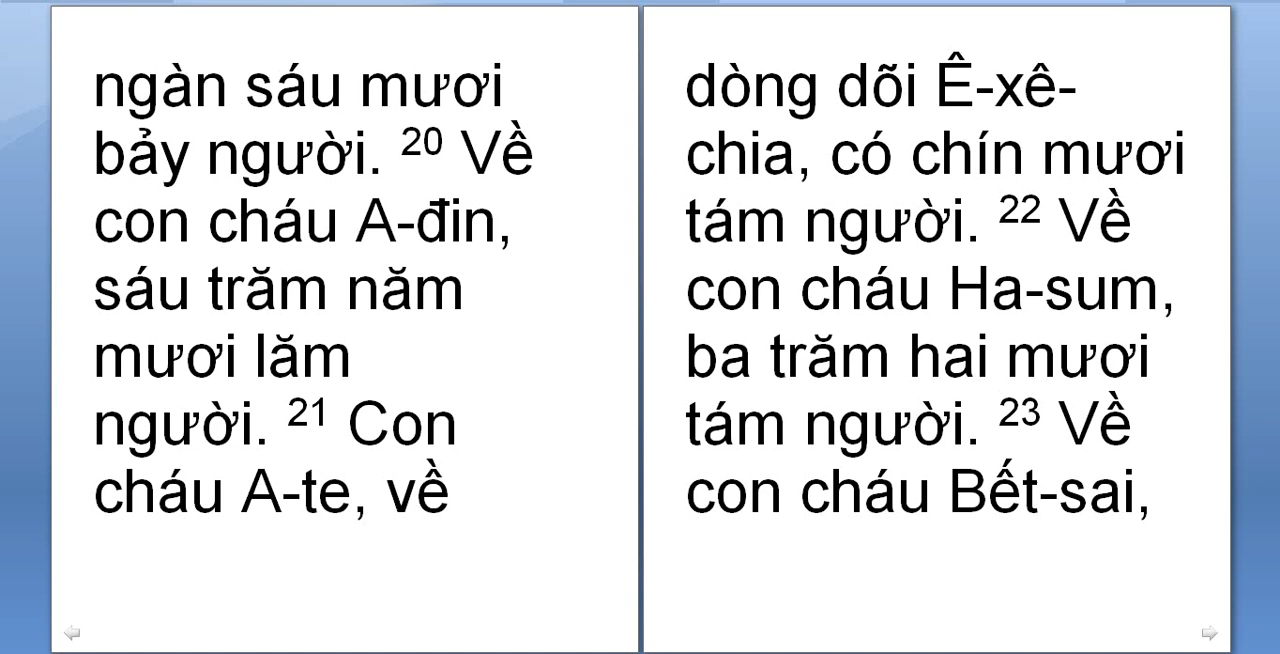 ngàn sáu mươi
bảy người. 20 Về
con cháu A-đin,
sáu trăm năm
mươi lăm
người. 21 Con
cháu A-te, về
dòng dõi Ê-xê-
chia, có chín mươi
tám người. 22 Về
con cháu Ha-sum,
ba trăm hai mươi
tám người. 23 Về
con cháu Bết-sai,